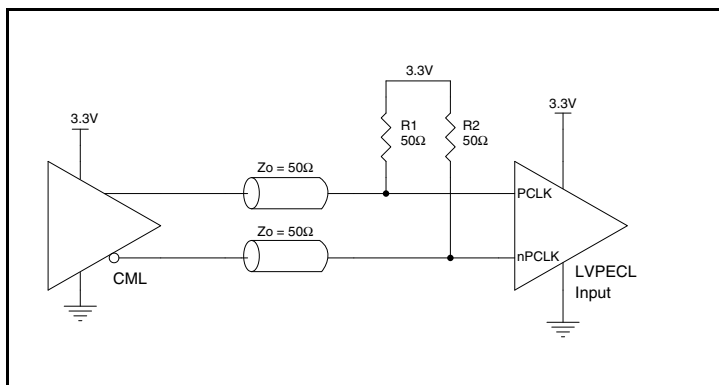 3.3V
3.3V
3.3V
R1
50Ω
R2
50Ω
Zo = 50Ω
PCLK
Zo = 50Ω
nPCLK
CML
LVPECL
Input